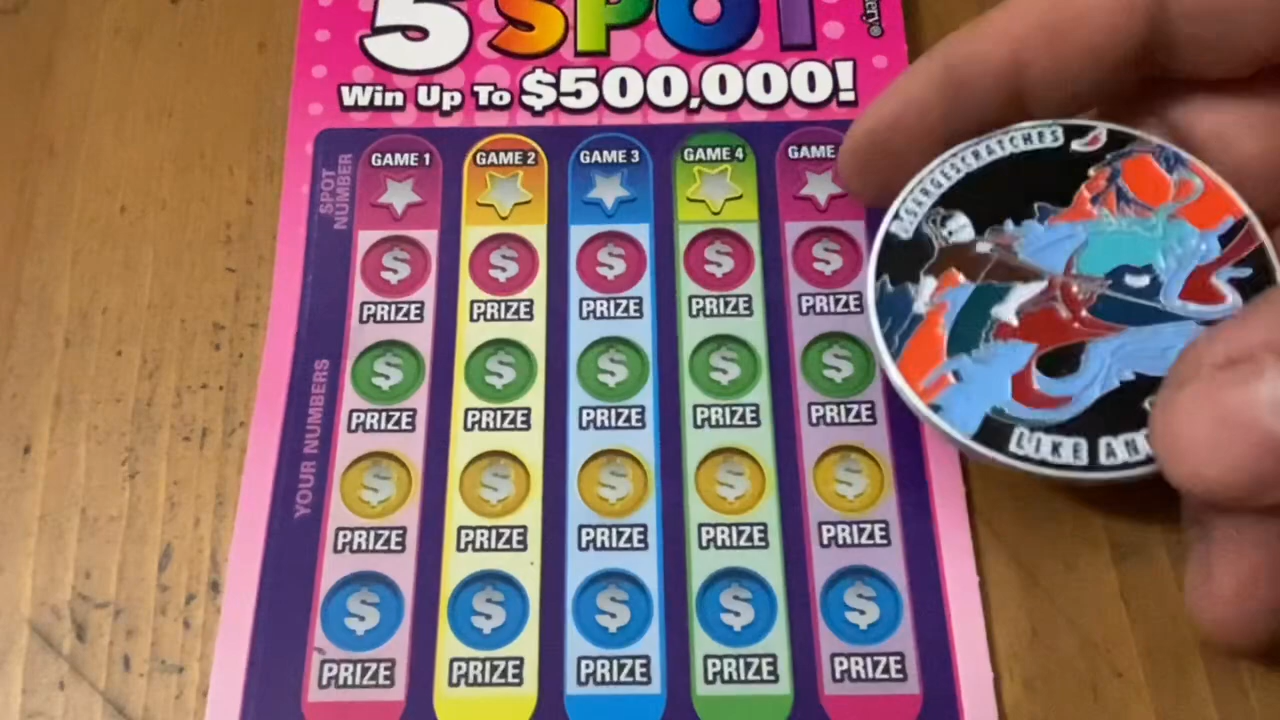 5 SPOT
Win Up To $500,000!
SPOT NUMBER
GAME 1 GAME 2 GAME 3 GAME 4 GAME
YOUR NUMBERS
$ $ $ $ $
PRIZE PRIZE PRIZE PRIZE PRIZE
$ $ $ $ $
PRIZE PRIZE PRIZE PRIZE PRIZE
$ $ $ $ $
PRIZE PRIZE PRIZE PRIZE PRIZE
$ $ $ $ $
PRIZE PRIZE PRIZE PRIZE PRIZE
SARGESCRATCHES
LIKE AN